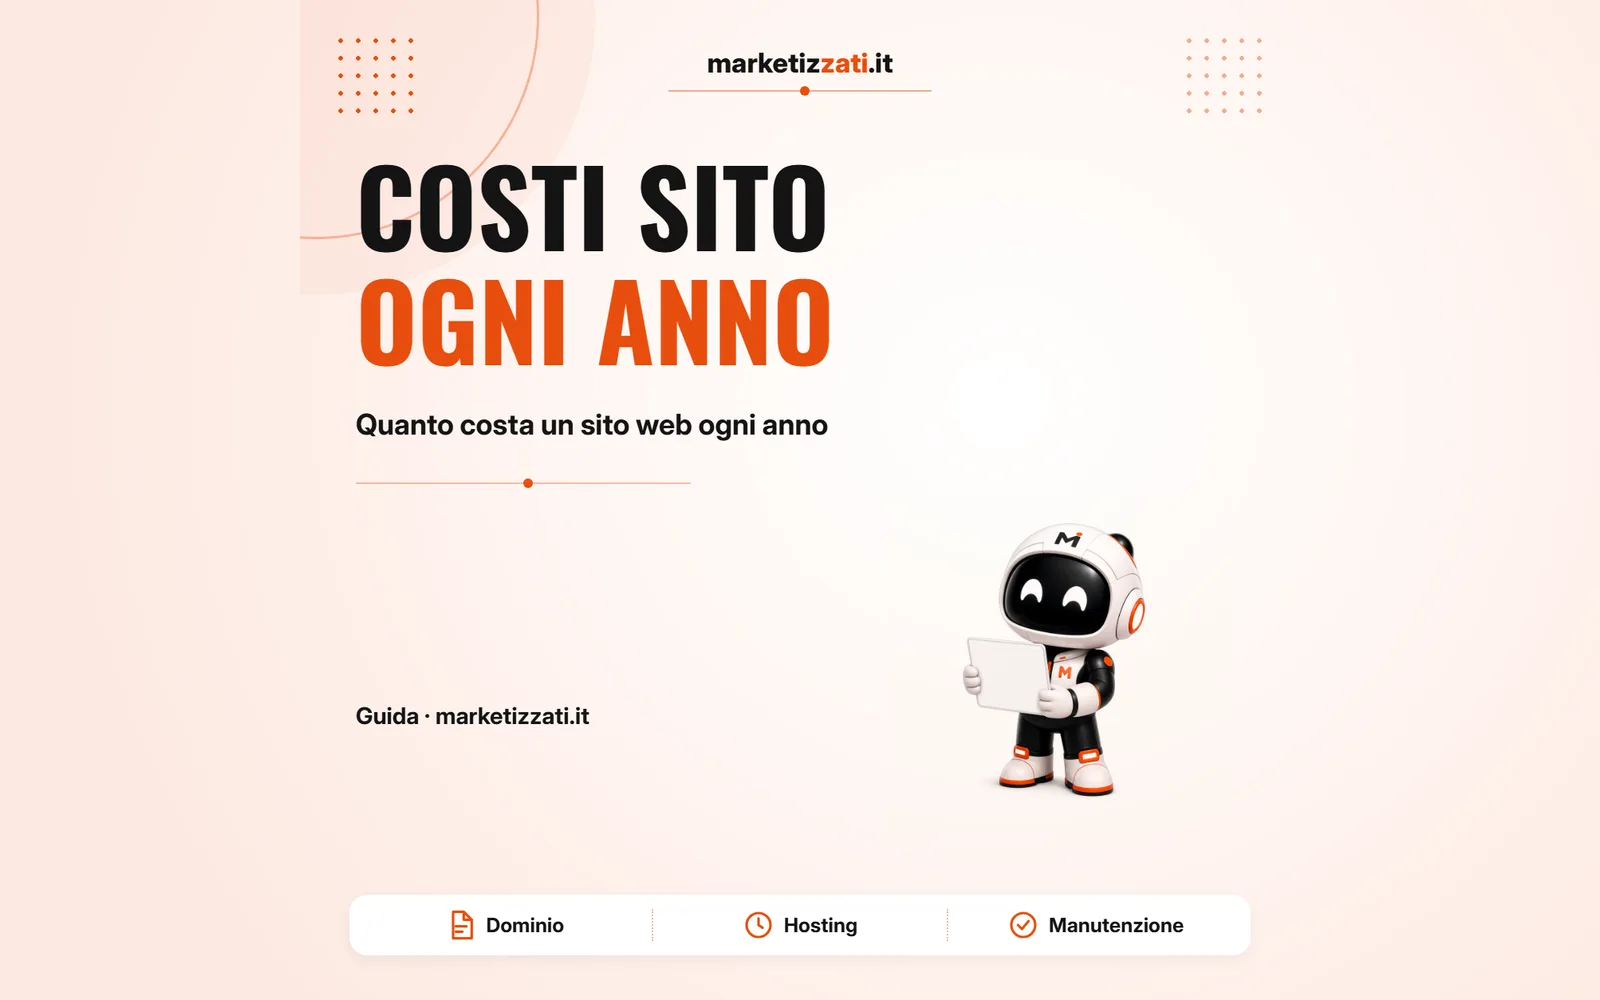 marketizzati.it
COSTI SITO
OGNI ANNO
Quanto costa un sito web ogni anno
M
M
Guida · marketizzati.it
Dominio
Hosting
Manutenzione